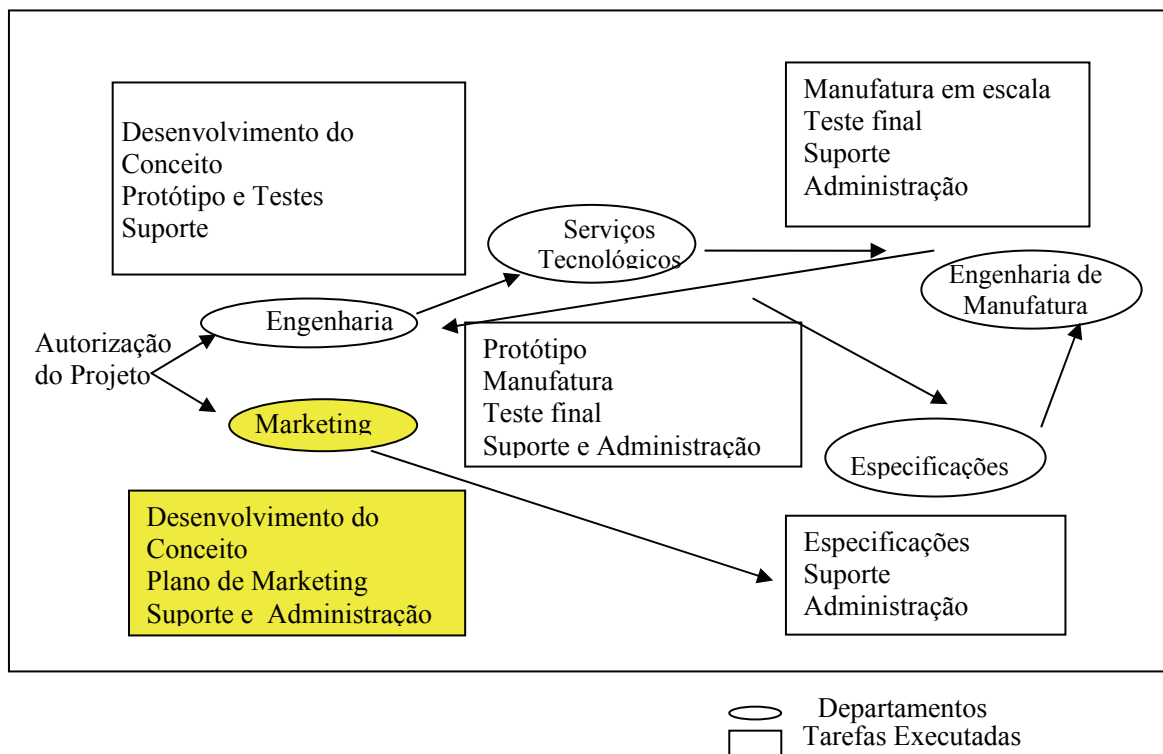 Desenvolvimento do
Conceito
Protótipo e Testes
Suporte
Manufatura em escala
Teste final
Suporte
Administração
Serviços
Tecnológicos
Engenharia de
Manufatura
Engenharia
Autorização
do Projeto
Protótipo
Manufatura
Teste final
Suporte e Administração
Marketing
Especificações
Desenvolvimento do
Conceito
Plano de Marketing
Suporte e Administração
Especificações
Suporte
Administração
Departamentos
Tarefas Executadas